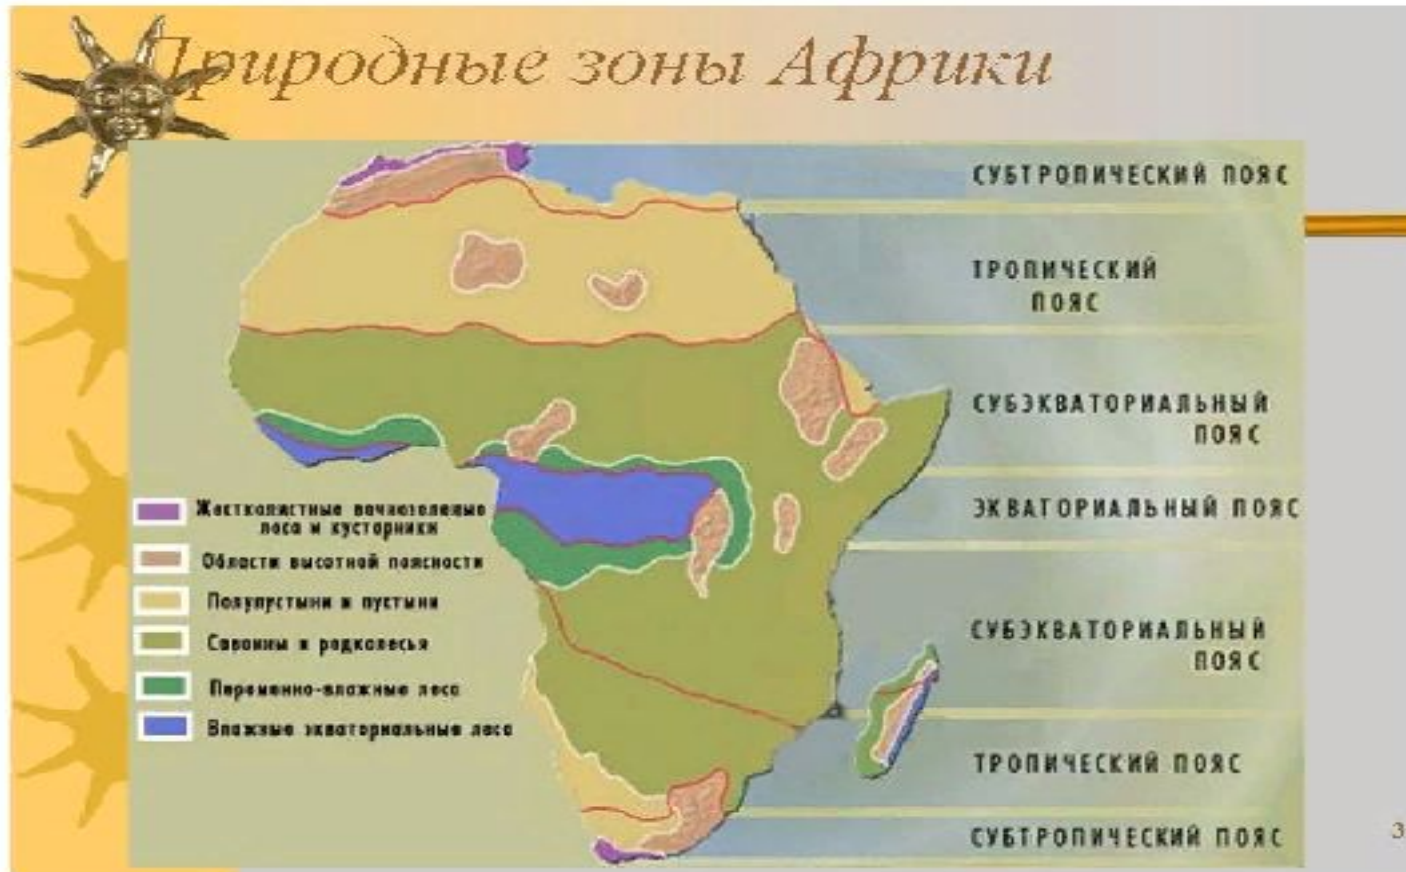 Природные зоны Африки
СУБТРОПИЧЕСКИЙ ПОЯС
ТРОПИЧЕСКИЙ
ПОЯС
СУБЭКВАТОРИАЛЬНЫЙ
ПОЯС
ЭКВАТОРИАЛЬНЫЙ ПОЯС
СУБЭКВАТОРИАЛЬНЫЙ
ПОЯС
ТРОПИЧЕСКИЙ ПОЯС
СУБТРОПИЧЕСКИЙ ПОЯС
Жестколистные вечнозеленые
леса и кустарники
Области высотной поясности
Полупустыни и пустыни
Саванны и редколесья
Переменно-влажные леса
Влажные экваториальные леса
3